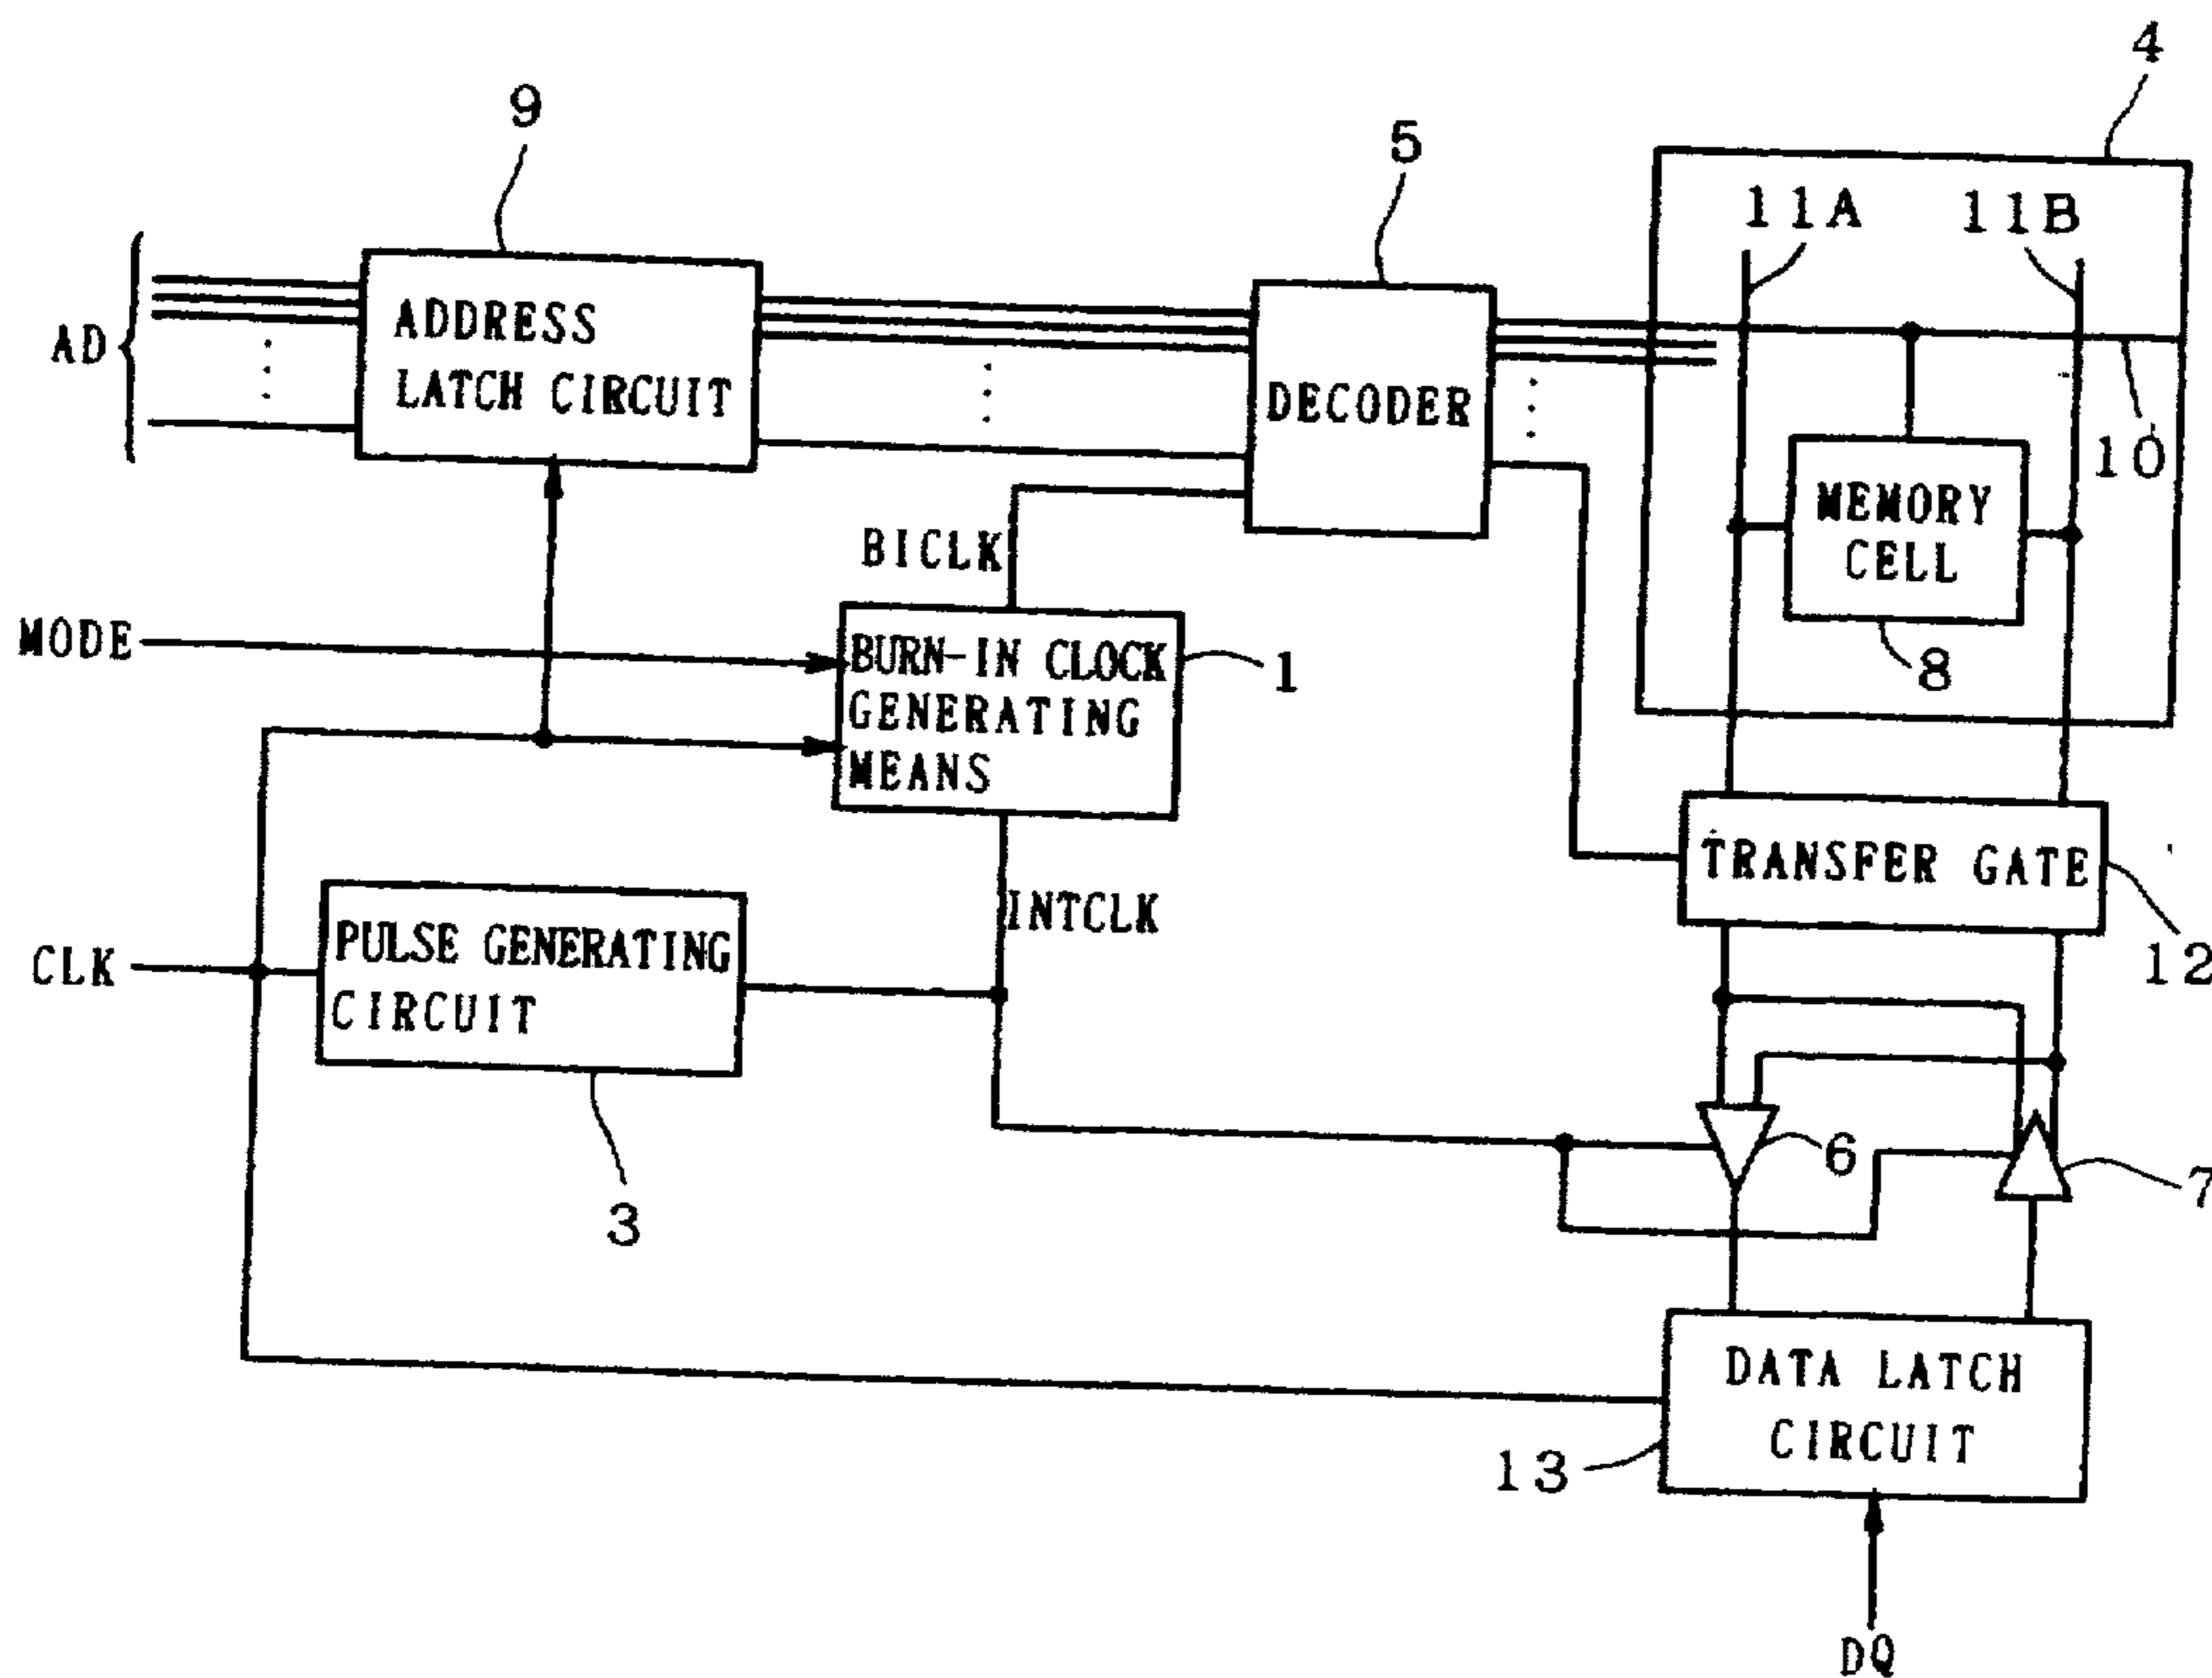 4
9
5
11A
11B
AD
ADDRESS
LATCH CIRCUIT
DECODER
10
MEMORY
CELL
BICLK
MODE
BURN-IN CLOCK
GENERATING
MEANS
1
8
TRANSFER GATE
INTCLK
PULSE GENERATING
CIRCUIT
CLK
12
6
7
3
DATA LATCH
CIRCUIT
13
DQ